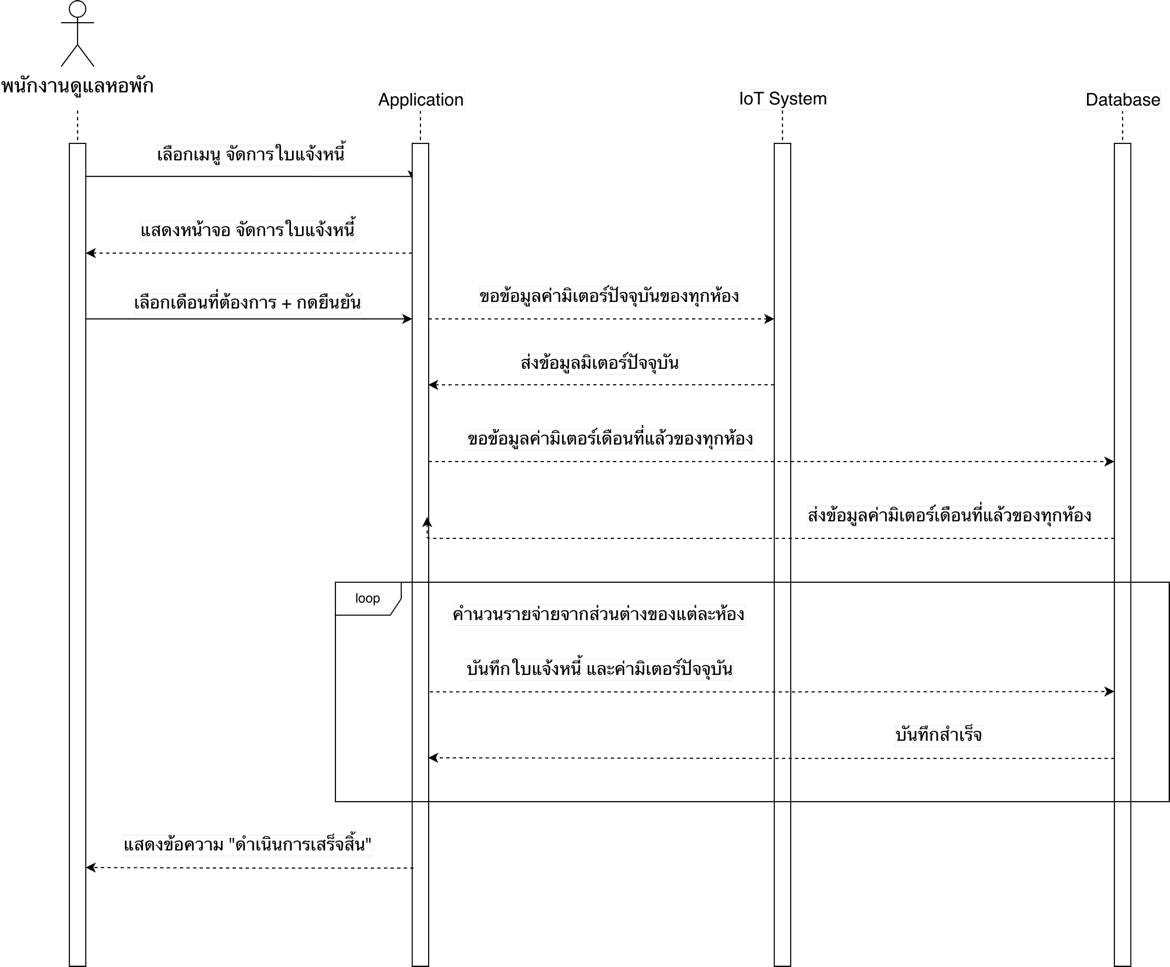 พนักงานดูแลหอพัก
Application
IoT System
Database
เลือกเมนู จัดการใบแจ้งหนี้
แสดงหน้าจอ จัดการใบแจ้งหนี้
เลือกเดือนที่ต้องการ + กดยืนยัน
ขอข้อมูลค่ามิเตอร์ปัจจุบันของทุกห้อง
ส่งข้อมูลมิเตอร์ปัจจุบัน
ขอข้อมูลค่ามิเตอร์เดือนที่แล้วของทุกห้อง
ส่งข้อมูลค่ามิเตอร์เดือนที่แล้วของทุกห้อง
loop
คำนวนรายจ่ายจากส่วนต่างของแต่ละห้อง
บันทึกใบแจ้งหนี้ และค่ามิเตอร์ปัจจุบัน
บันทึกสำเร็จ
แสดงข้อความ "ดำเนินการเสร็จสิ้น"